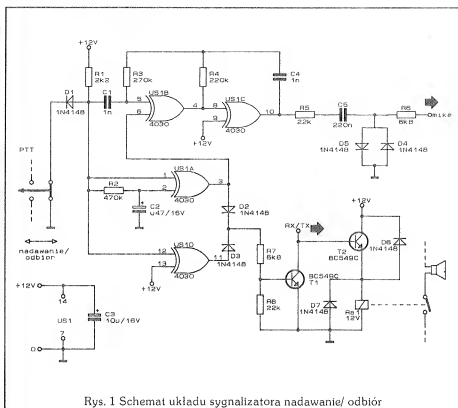 +12V
R1
2k2
R3
270k
R4
220k
C4
1n
D1
1N4148
C1
1n
5
6
US1B
4030
4
8
9
US1C
4030
10
+12V
R5
22k
C5
220n
R6
6k8
mike
D5
1N4148
D4
1N4148
PTT
nadawanie/
odbiór
1
2
US1A
4030
3
R2
470k
C2
u47/16V
D2
1N4148
12
13
US1D
4030
11
+12V
D3
1N4148
R7
6k8
R8
22k
RX/TX
BC549C
T1
+12V
T2
BC549C
D6
1N4148
D7
1N4148
Re1
12V
+12V
14
US1
7
0
C3
10u/16V
Rys. 1 Schemat układu sygnalizatora nadawanie/ odbiór